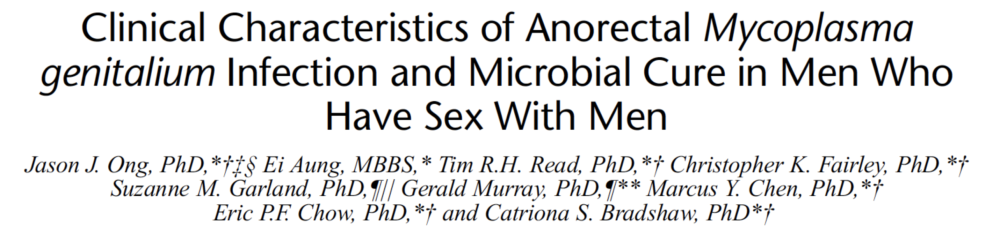 Clinical Characteristics of Anorectal Mycoplasma
genitalium Infection and Microbial Cure in Men Who
Have Sex With Men
Jason J. Ong, PhD,*†‡§ Ei Aung, MBBS,* Tim R.H. Read, PhD,*† Christopher K. Fairley, PhD,*†
Suzanne M. Garland, PhD,¶|| Gerald Murray, PhD,¶** Marcus Y. Chen, PhD,*†
Eric P.F. Chow, PhD,*† and Catriona S. Bradshaw, PhD*†